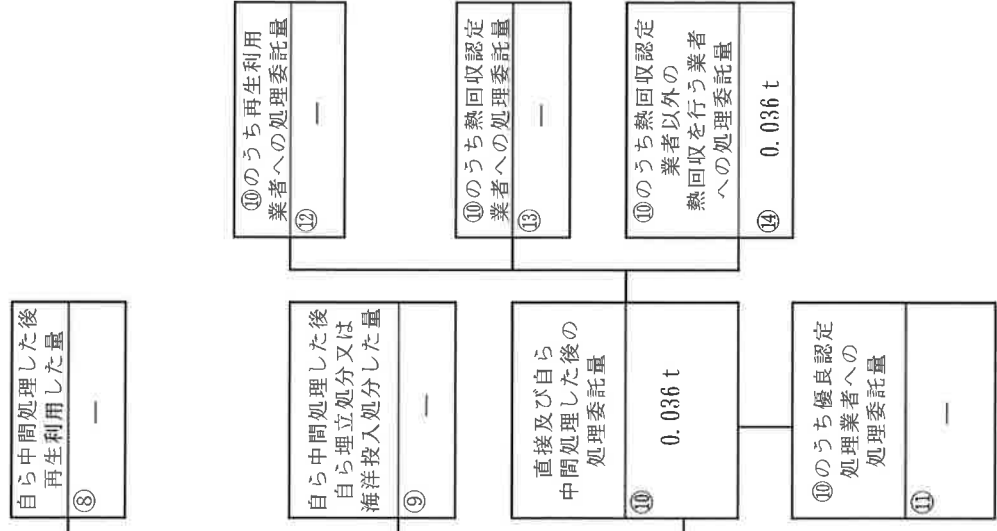 自ら中間処理した後
再生利用した量
⑧
―
自ら中間処理した後
自ら埋立処分又は
海洋投入処分した量
⑨
―
直接及び自ら
中間処理した後の
処理委託量
⑩
0.036 t
⑩のうち優良認定
処理業者への
処理委託量
⑪
―
⑩のうち再生利用
業者への処理委託量
⑫
―
⑩のうち熱回収認定
業者への処理委託量
⑬
―
⑩のうち熱回収認定
業者以外の
熱回収を行う業者
への処理委託量
⑭
0.036 t